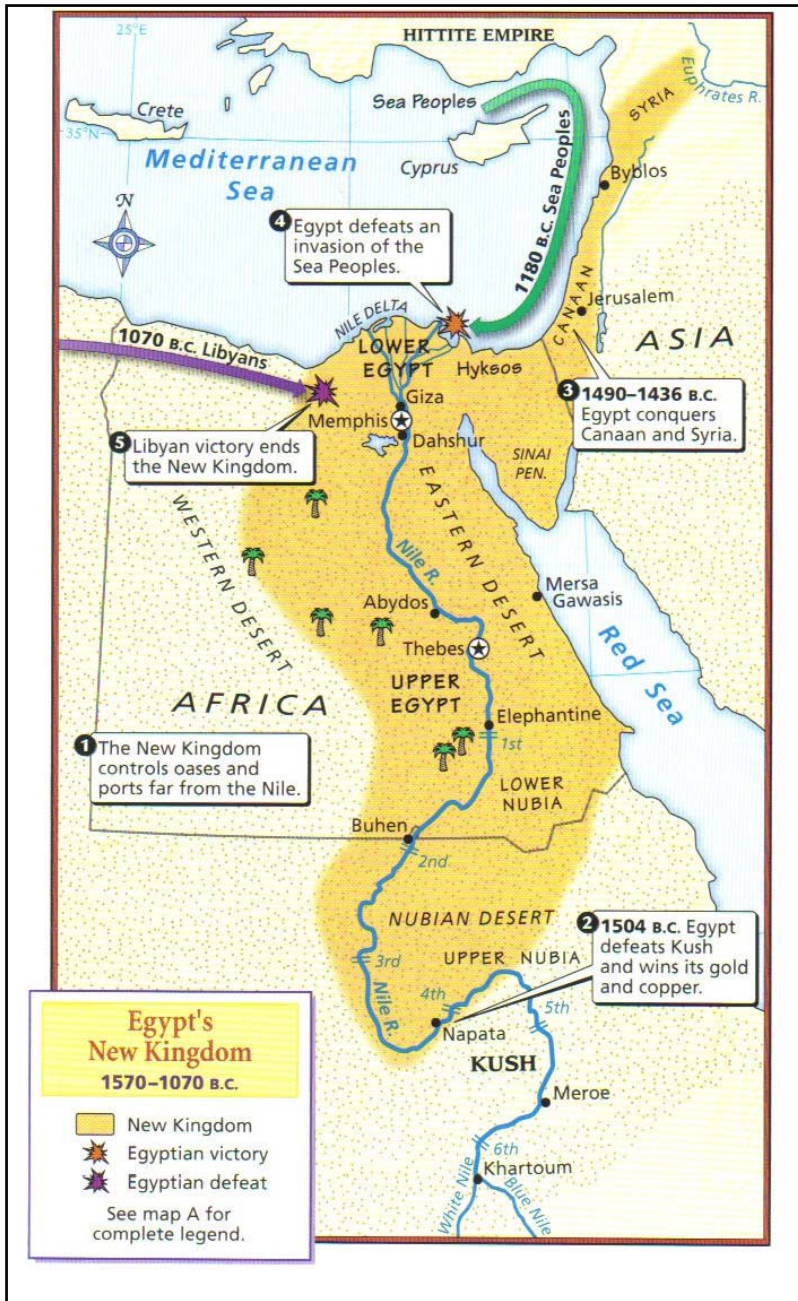 25°E
HITTITE EMPIRE
Euphrates R.
SYRIA
Sea Peoples
Crete
35°N
Mediterranean
Sea
Cyprus
Byblos
N
1180 B.C. Sea Peoples
4 Egypt defeats an
invasion of the
Sea Peoples.
CANAAN
Jerusalem
ASIA
NILE DELTA
1070 B.C. Libyans
LOWER
EGYPT
Hyksos
Giza
Memphis
Dahshur
3 1490–1436 B.C.
Egypt conquers
Canaan and Syria.
5 Libyan victory ends
the New Kingdom.
SINAI
PEN.
WESTERN DESERT
EASTERN DESERT
Nile R.
Abydos
Mersa
Gawasis
Thebes
Red Sea
AFRICA
UPPER
EGYPT
Elephantine
1st
1 The New Kingdom
controls oases and
ports far from the Nile.
LOWER
NUBIA
Buhen
2nd
NUBIAN DESERT
2 1504 B.C. Egypt
defeats Kush
and wins its gold
and copper.
3rd
UPPER NUBIA
Nile R.
4th
5th
Napata
KUSH
Meroe
6th
Khartoum
White Nile
Blue Nile
Egypt's
New Kingdom
1570–1070 B.C.
New Kingdom
Egyptian victory
Egyptian defeat
See map A for
complete legend.